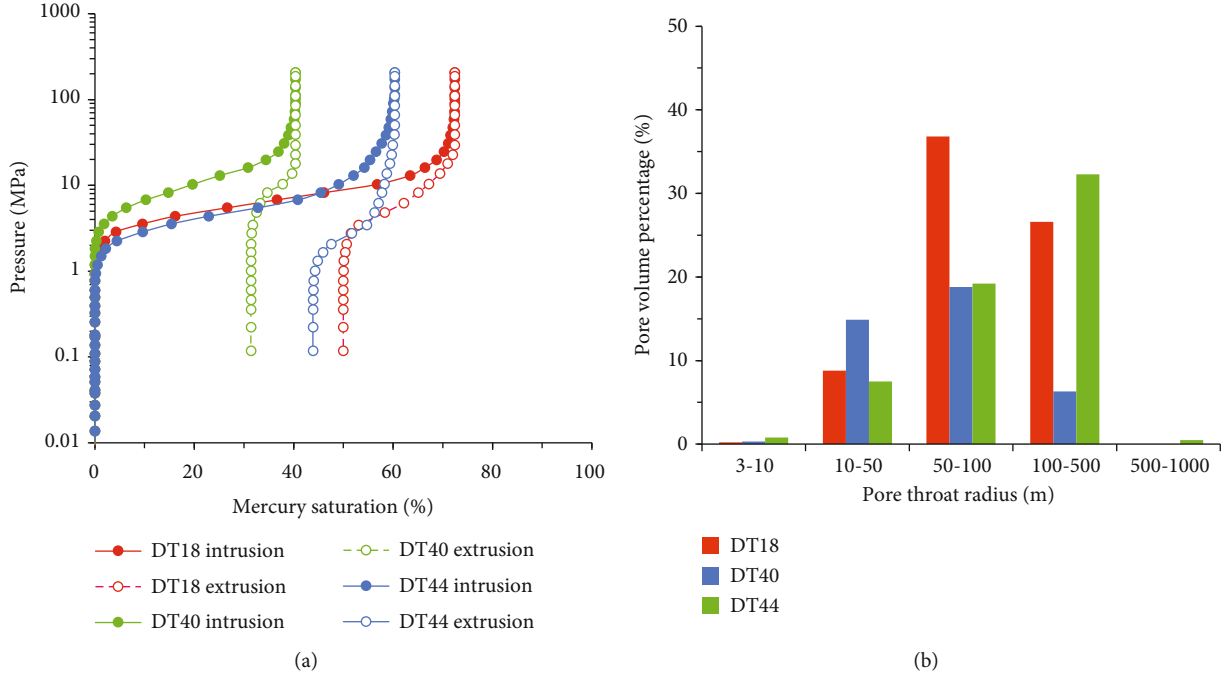 1000
100
10
1
0.1
0.01
Pressure (MPa)
0 20 40 60 80 100
Mercury saturation (%)
DT18 intrusion
DT18 extrusion
DT40 intrusion
DT40 extrusion
DT44 intrusion
DT44 extrusion
(a)
50
40
30
20
10
0
Pore volume percentage (%)
3-10 10-50 50-100 100-500 500-1000
Pore throat radius (m)
DT18
DT40
DT44
(b)